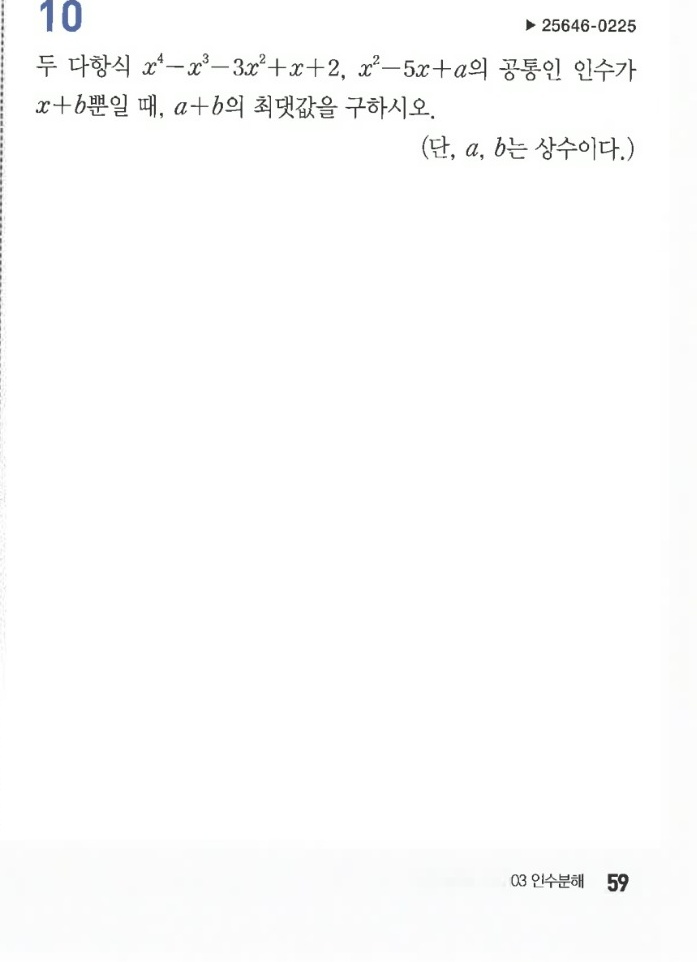 10
▶ 25646-0225
두 다항식 x⁴−x³−3x²+x+2, x²−5x+a의 공통인 인수가
x+b뿐일 때, a+b의 최댓값을 구하시오.
(단, a, b는 상수이다.)
03 인수분해 59